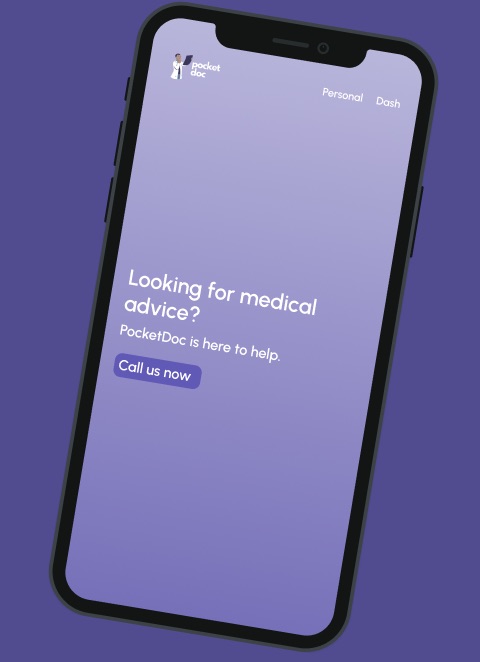 pocket
doc
Personal Dash
Looking for medical
advice?
PocketDoc is here to help.
Call us now